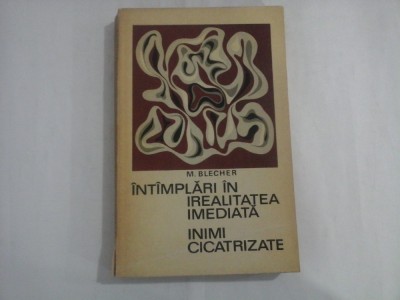 M. BLECHER
ÎNTÎMPLĂRI ÎN
IREALITATEA
IMEDIATĂ
INIMI
CICATRIZATE